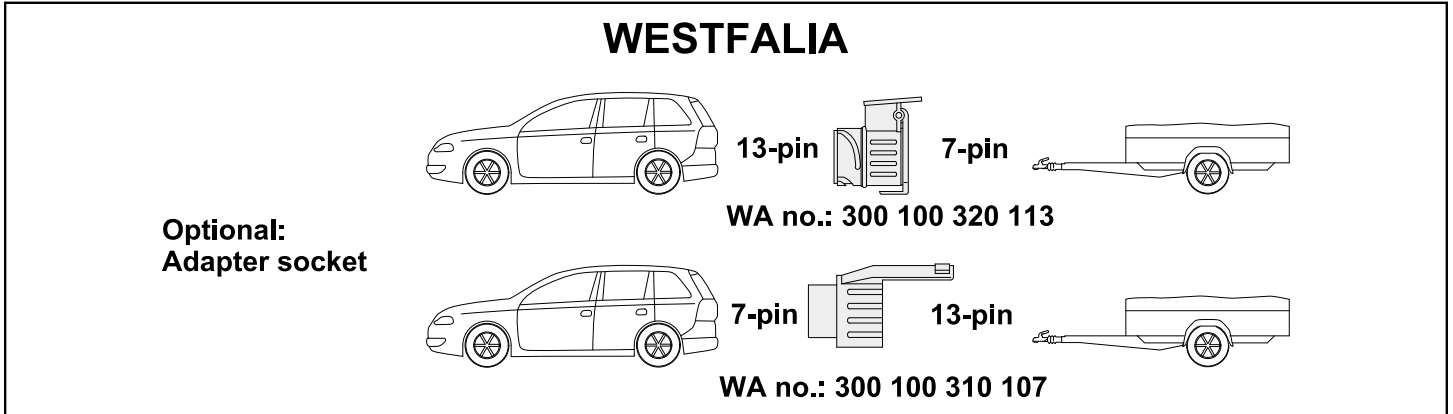 WESTFALIA
13-pin 7-pin
WA no.: 300 100 320 113
Optional:
Adapter socket
7-pin 13-pin
WA no.: 300 100 310 107